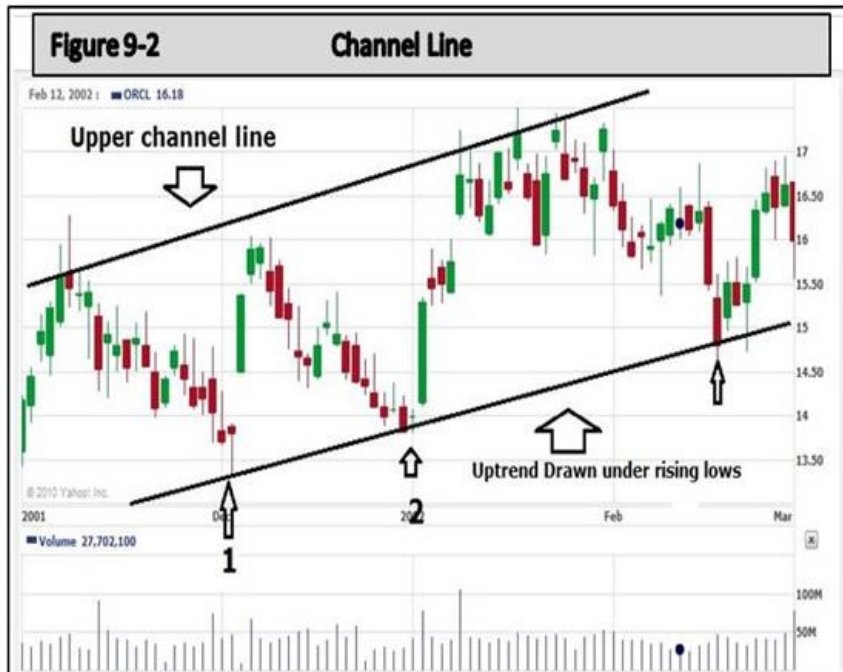 Figure 9-2 Channel Line
Feb 12, 2002 : ORCL 16.18
Upper channel line
17
16.50
16
15.50
15
14.50
14
13.50
Uptrend Drawn under rising lows
© 2010 Yahoo! Inc.
2001 Feb Mar
1
2
Volume 27,702,100
x
100M
50M